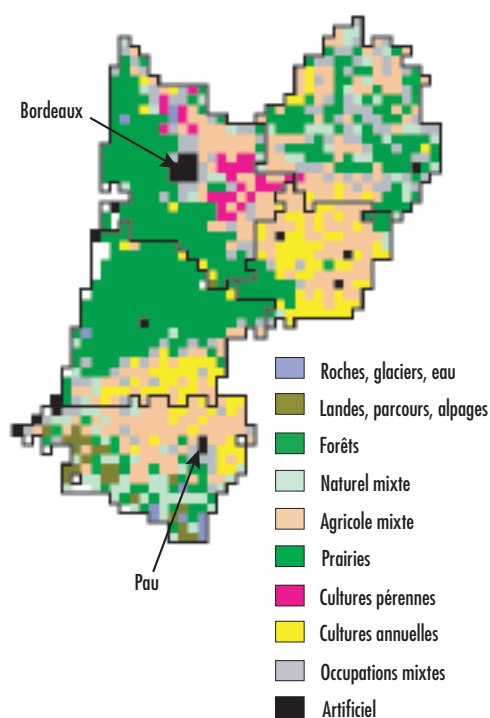 Bordeaux
Roches, glaciers, eau
Landes, parcours, alpages
Forêts
Naturel mixte
Agricole mixte
Prairies
Cultures pérennes
Cultures annuelles
Occupations mixtes
Artificiel
Pau